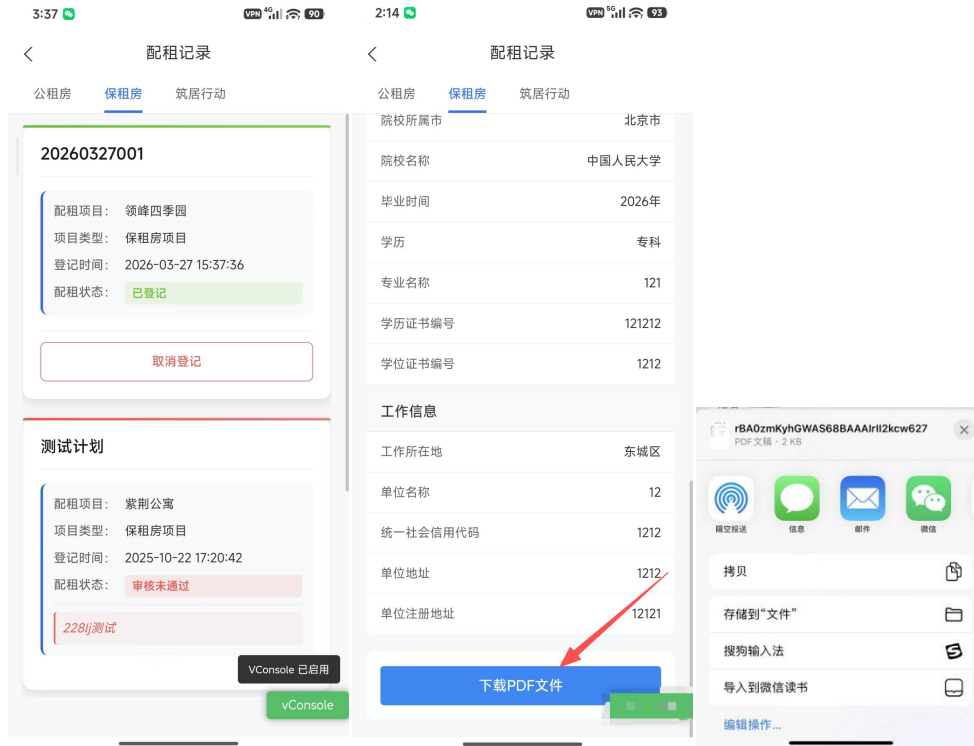 3:37
VPN 4G 90
配租记录
公租房 保租房 筑居行动
20260327001
配租项目: 领峰四季园
项目类型: 保租房项目
登记时间: 2026-03-27 15:37:36
配租状态: 已登记
取消登记
测试计划
配租项目: 紫荆公寓
项目类型: 保租房项目
登记时间: 2025-10-22 17:20:42
配租状态: 审核未通过
228lj测试
VConsole 已启用
vConsole
2:14
VPN 5G 93
配租记录
公租房 保租房 筑居行动
院校所属市 北京市
院校名称 中国人民大学
毕业时间 2026年
学历 专科
专业名称 121
学历证书编号 121212
学位证书编号 1212
工作信息
工作所在地 东城区
单位名称 12
统一社会信用代码 1212
单位地址 1212
单位注册地址 12121
下载PDF文件
rBA0zmKyhGWAS68BAAAIrII2kcw627
PDF文稿 · 2 KB
隔空投送 信息 邮件 微信
拷贝
存储到“文件”
搜狗输入法
导入到微信读书
编辑操作...